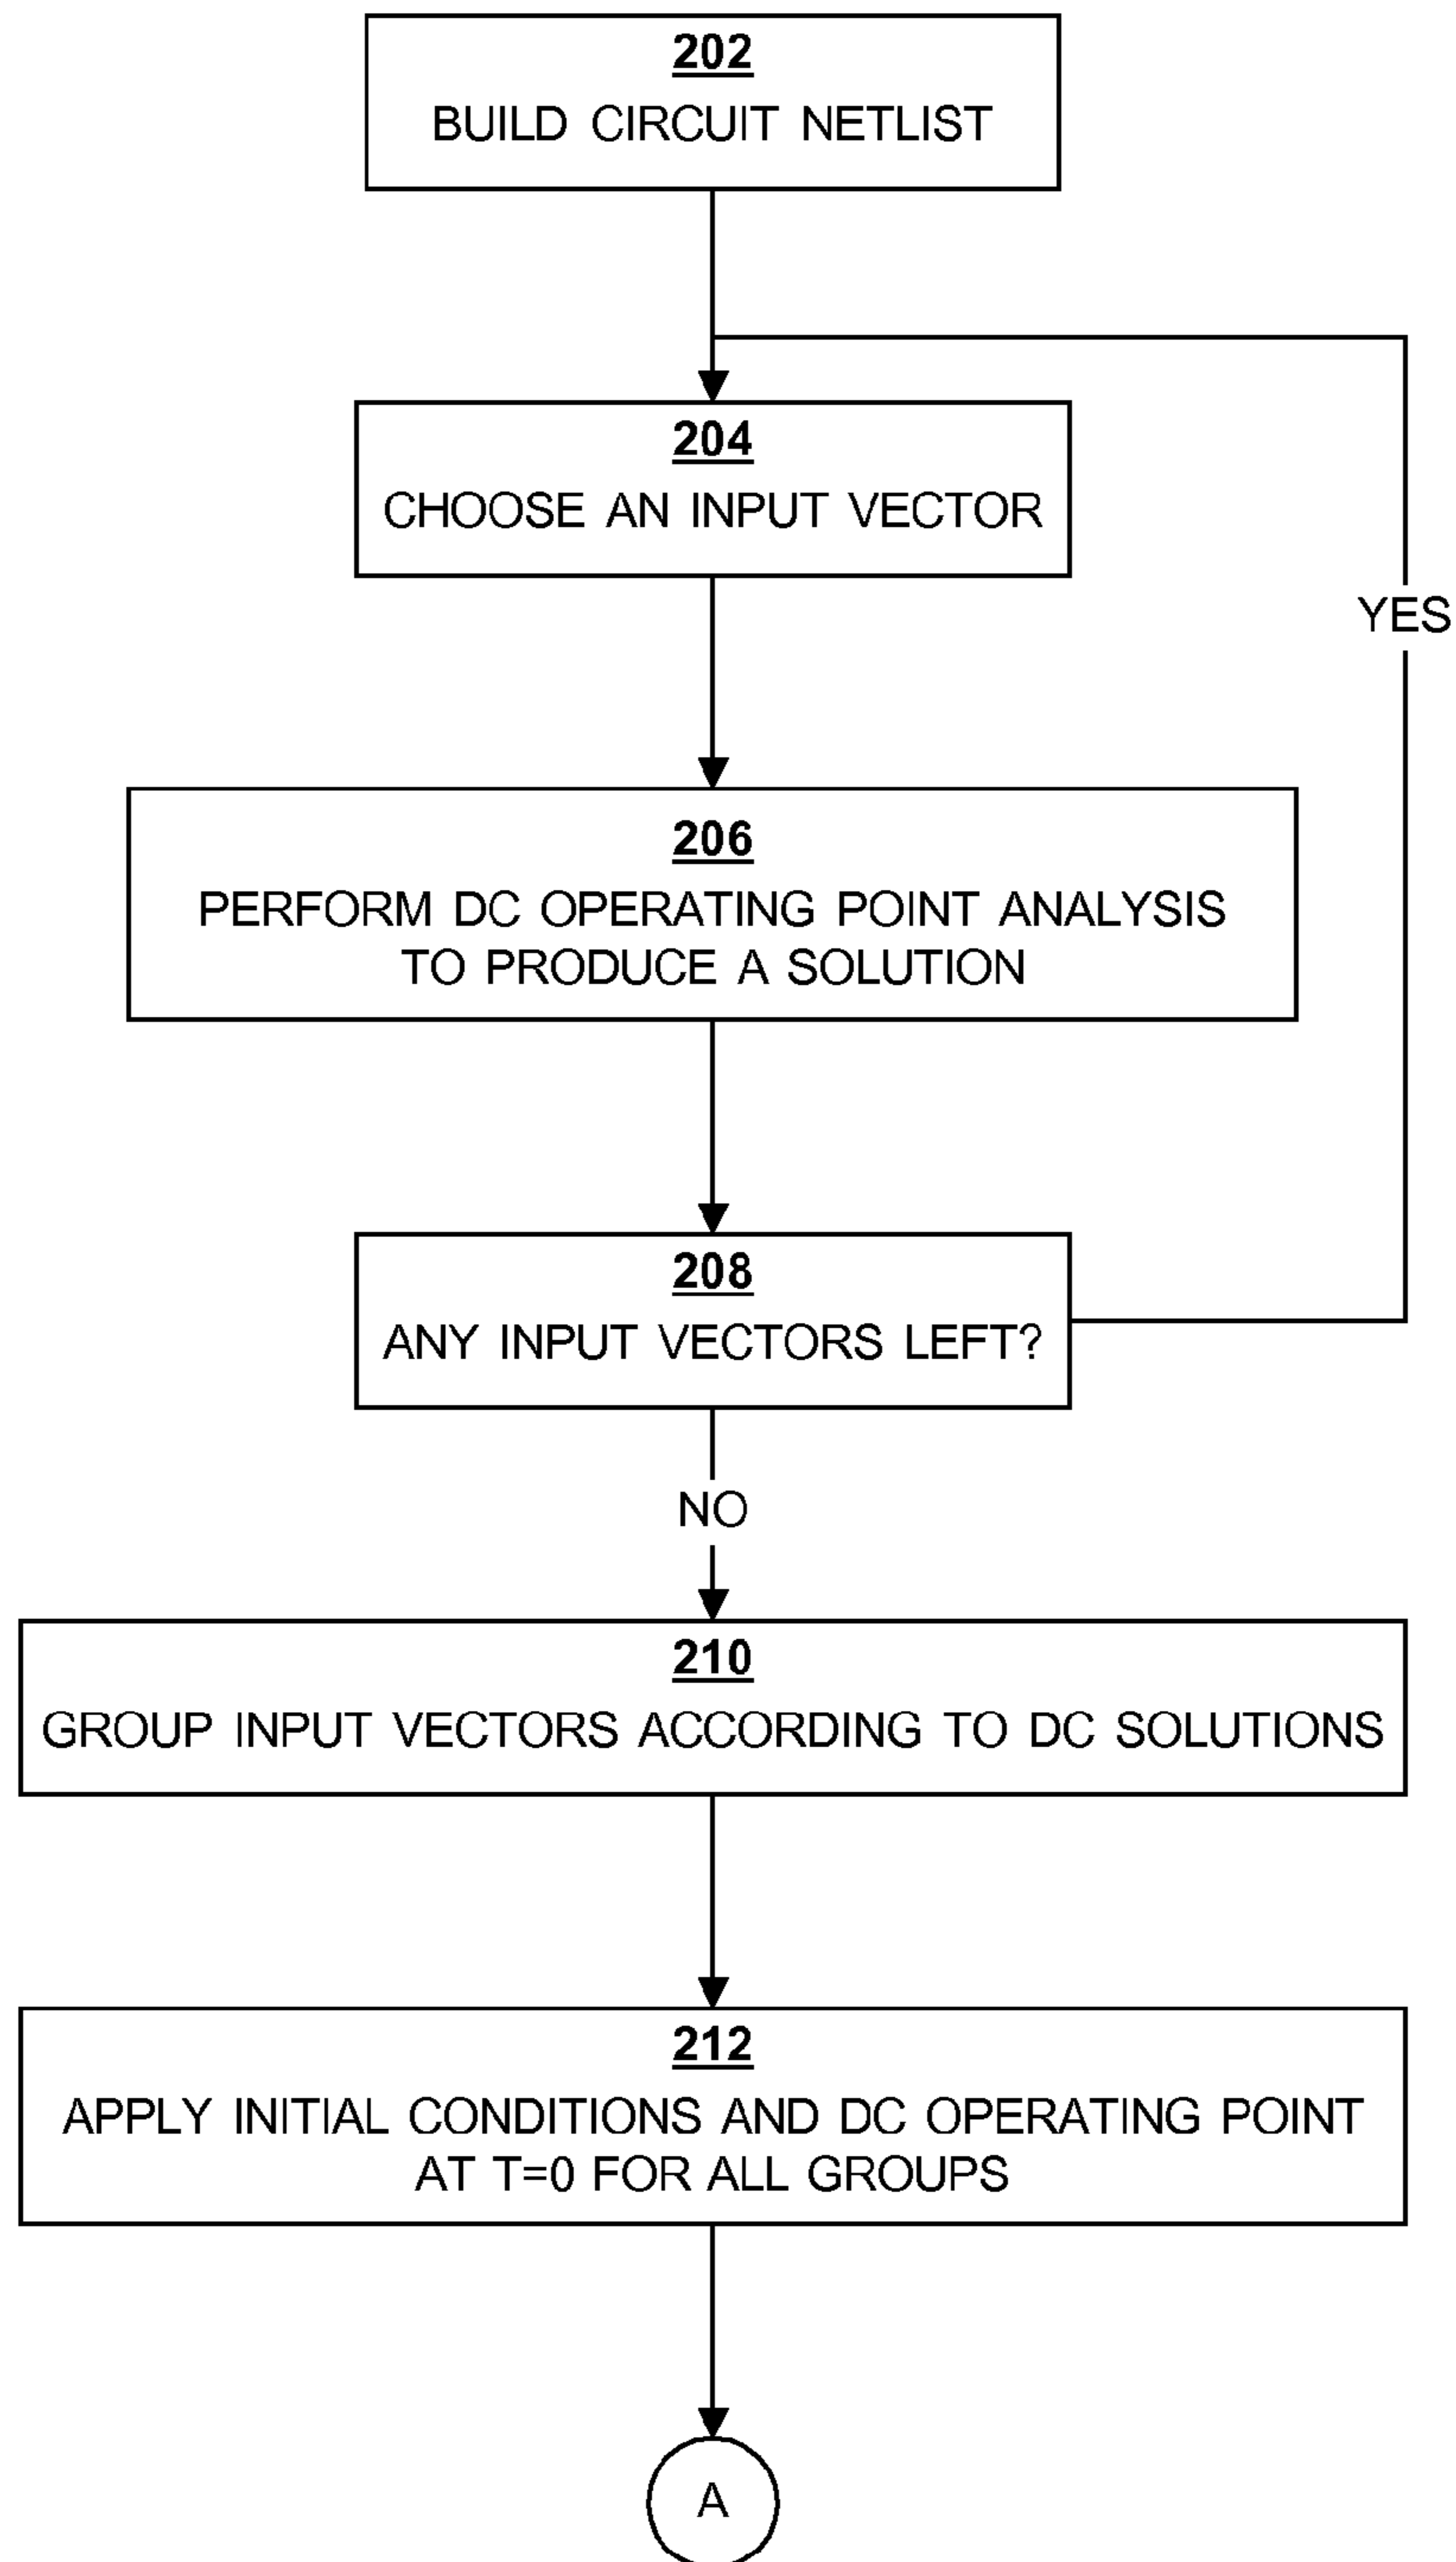 202
BUILD CIRCUIT NETLIST
204
CHOOSE AN INPUT VECTOR
YES
206
PERFORM DC OPERATING POINT ANALYSIS
TO PRODUCE A SOLUTION
208
ANY INPUT VECTORS LEFT?
NO
210
GROUP INPUT VECTORS ACCORDING TO DC SOLUTIONS
212
APPLY INITIAL CONDITIONS AND DC OPERATING POINT
AT T=0 FOR ALL GROUPS
A